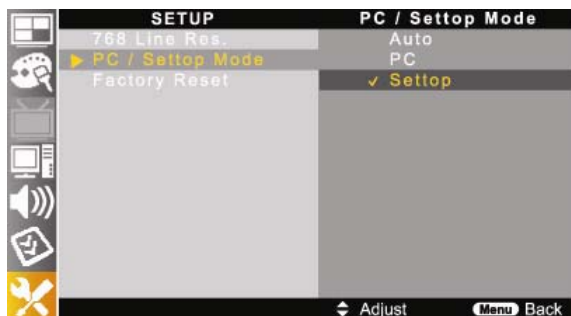 SETUP
PC / Settop Mode
768 Line Res.
Auto
PC / Settop Mode
PC
Factory Reset
✓ Settop
Adjust Menu Back